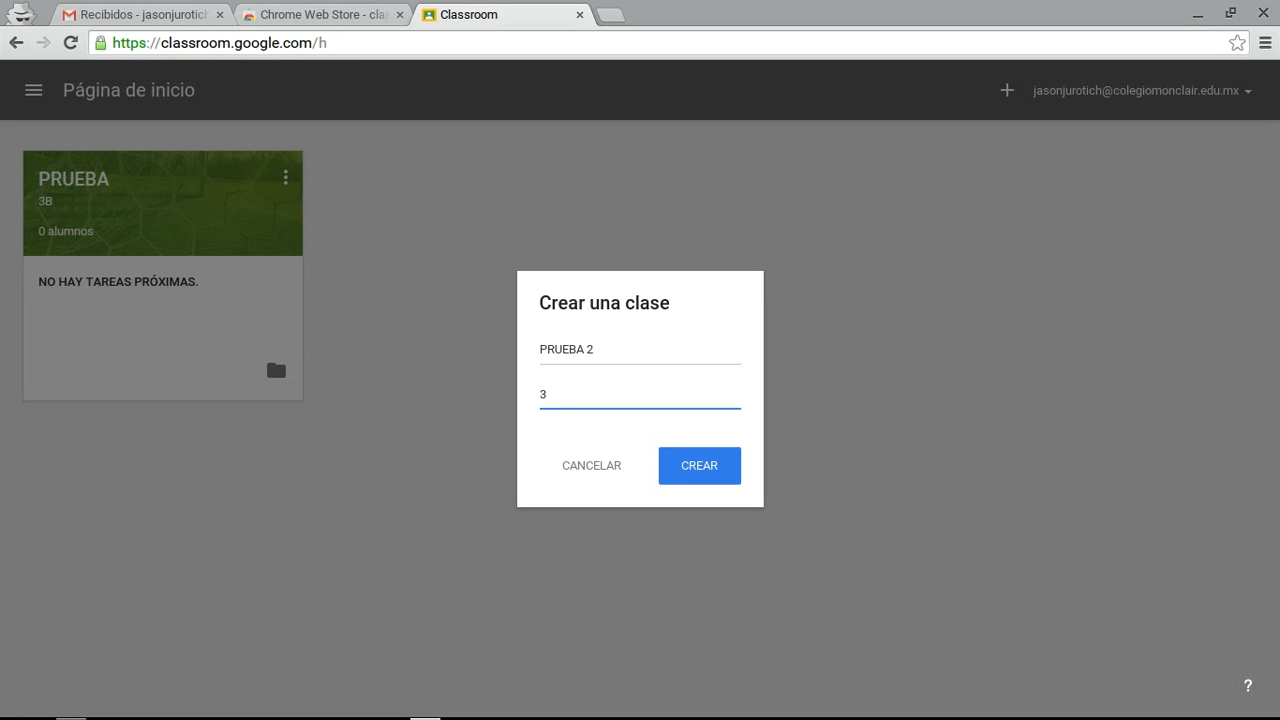 Recibidos - jasonjurotich
Chrome Web Store - cla
Classroom
https://classroom.google.com/h
Página de inicio
jasonjurotich@colegiomonclair.edu.mx
PRUEBA
3B
0 alumnos
NO HAY TAREAS PRÓXIMAS.
Crear una clase
PRUEBA 2
3
CANCELAR
CREAR
?